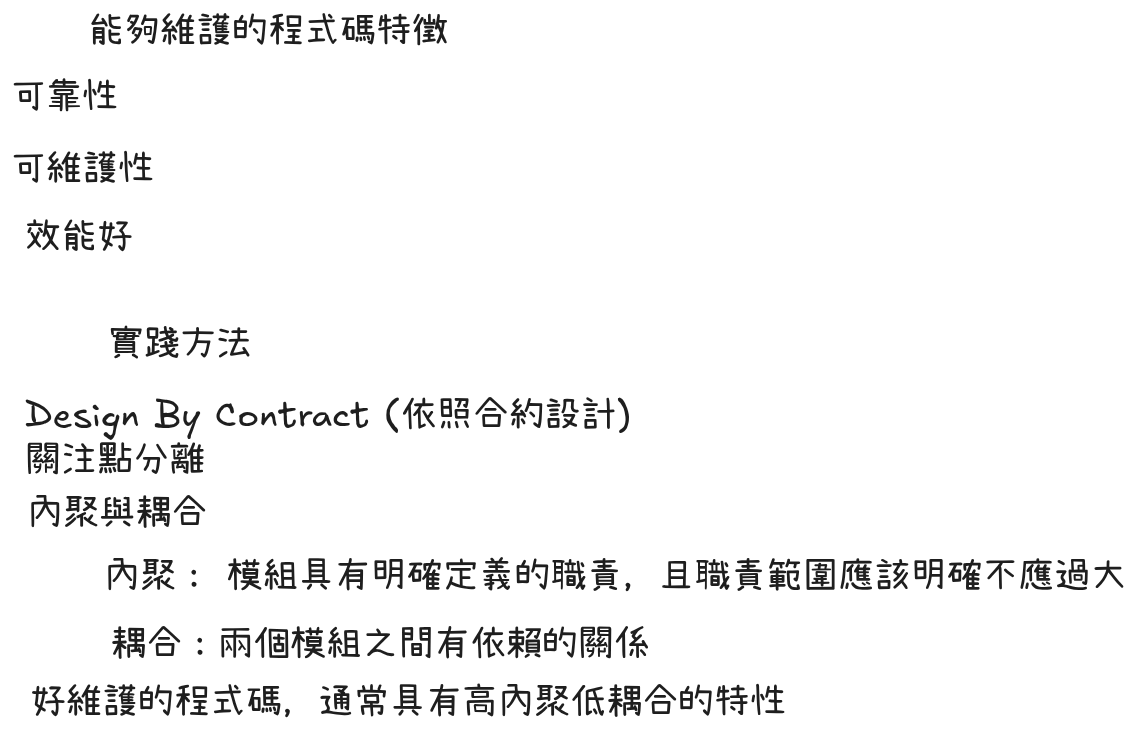 能夠維護的程式碼特徵
可靠性
可維護性
效能好
實踐方法
Design By Contract (依照合約設計)
關注點分離
內聚與耦合
內聚： 模組具有明確定義的職責，且職責範圍應該明確不應過大
耦合：兩個模組之間有依賴的關係
好維護的程式碼，通常具有高內聚低耦合的特性